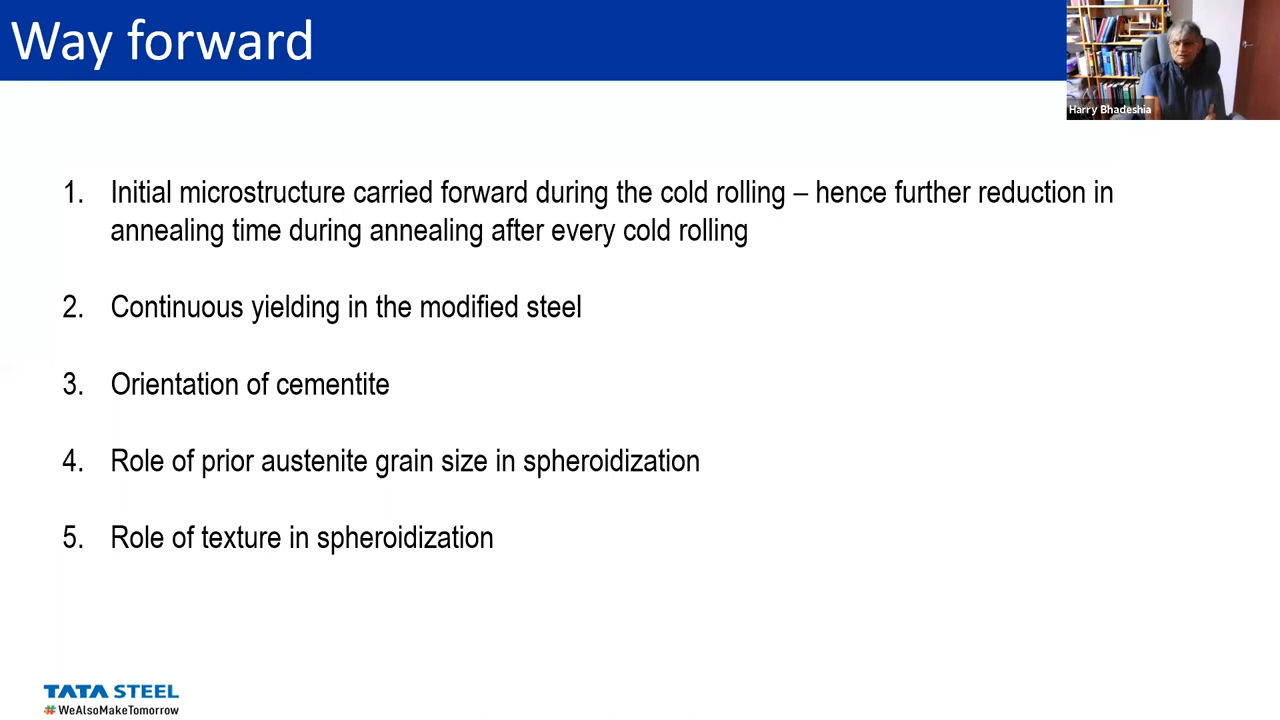 Way forward
Harry Bhadeshia
1. Initial microstructure carried forward during the cold rolling – hence further reduction in
annealing time during annealing after every cold rolling
2. Continuous yielding in the modified steel
3. Orientation of cementite
4. Role of prior austenite grain size in spheroidization
5. Role of texture in spheroidization
TATA STEEL
#WeAlsoMakeTomorrow